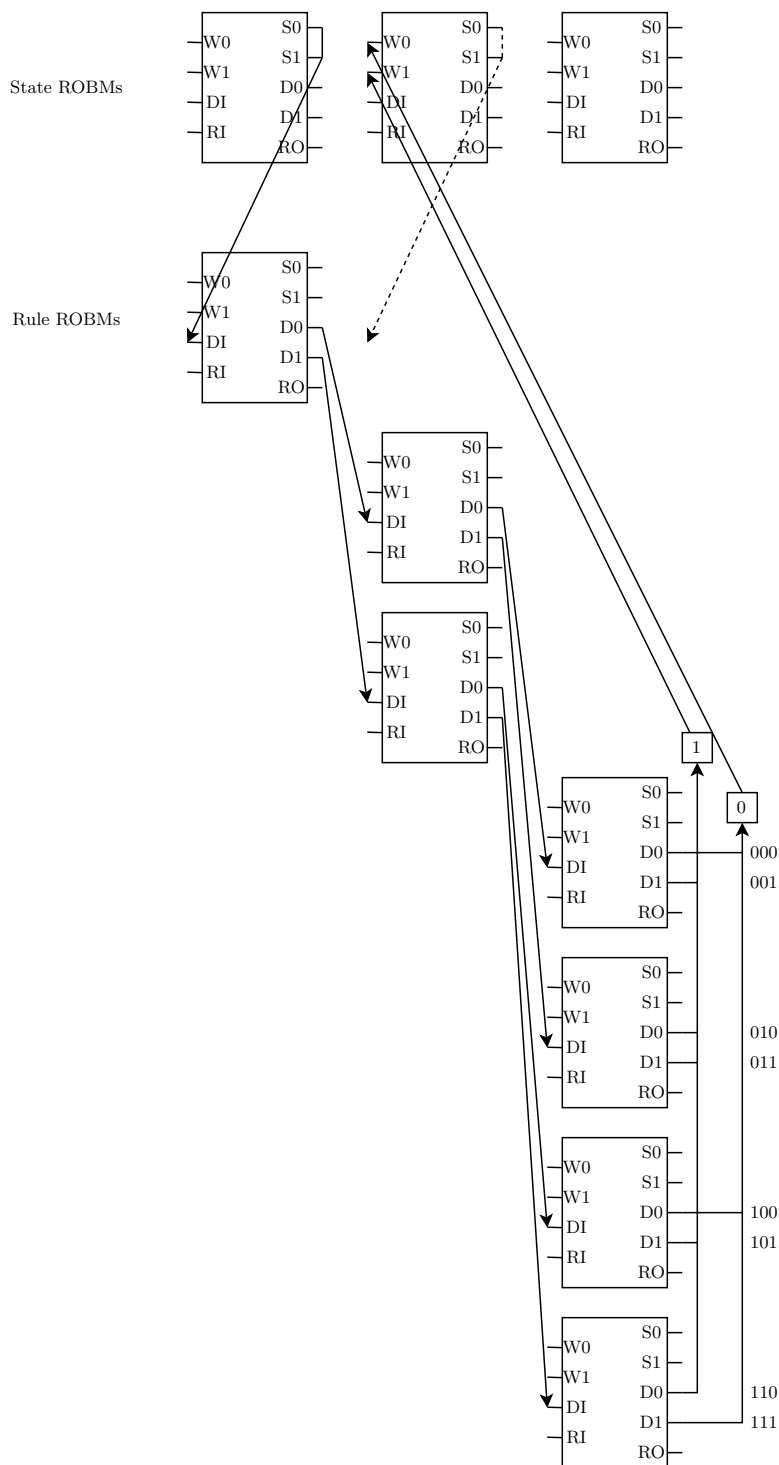 State ROBMs
W0
W1
DI
RI
S0
S1
D0
D1
RO
W0
W1
DI
RI
S0
S1
D0
D1
RO
W0
W1
DI
RI
S0
S1
D0
D1
RO
Rule ROBMs
W0
W1
DI
RI
S0
S1
D0
D1
RO
W0
W1
DI
RI
S0
S1
D0
D1
RO
W0
W1
DI
RI
S0
S1
D0
D1
RO
1
0
W0
W1
DI
RI
S0
S1
D0
D1
RO
000
001
W0
W1
DI
RI
S0
S1
D0
D1
RO
010
011
W0
W1
DI
RI
S0
S1
D0
D1
RO
100
101
W0
W1
DI
RI
S0
S1
D0
D1
RO
110
111